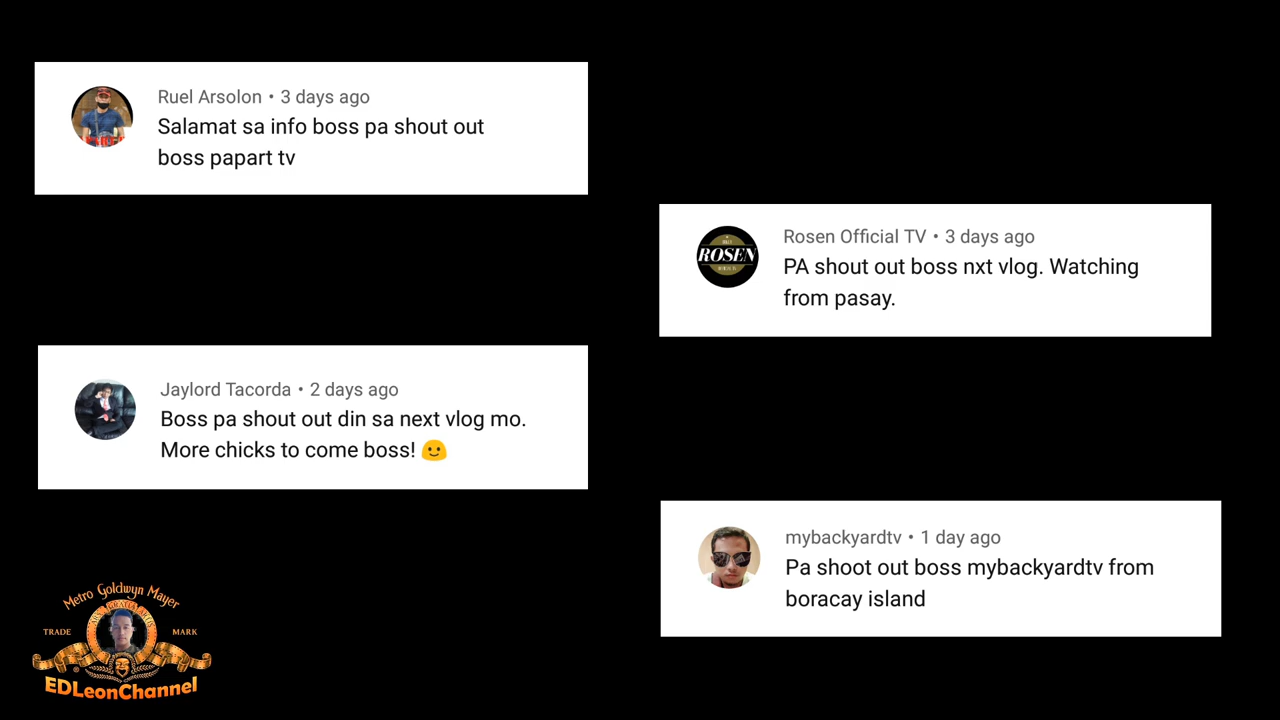 Ruel Arsolon • 3 days ago
Salamat sa info boss pa shout out
boss papart tv
Rosen Official TV • 3 days ago
PA shout out boss nxt vlog. Watching
from pasay.
ROSEN
Jaylord Tacorda • 2 days ago
Boss pa shout out din sa next vlog mo.
More chicks to come boss! 🙂
mybackyardtv • 1 day ago
Pa shoot out boss mybackyardtv from
boracay island
Metro Goldwyn Mayer
TRADE MARK
EDLeonChannel